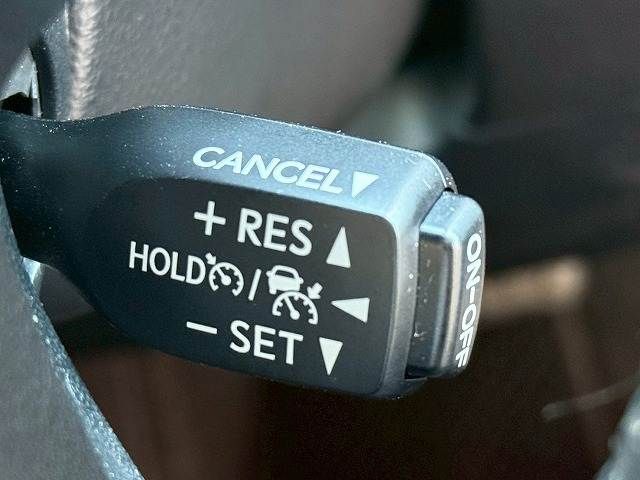 CANCEL▼
+ RES ▲
HOLD / ◀
− SET ▼
ON-OFF